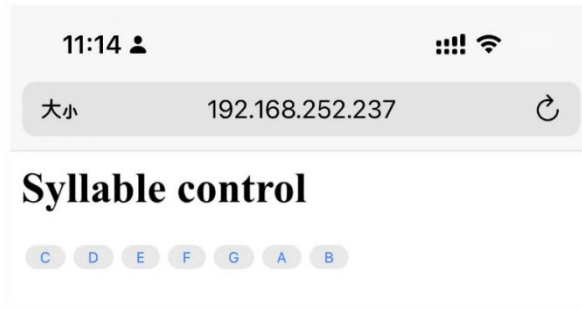 11:14
大小 192.168.252.237
Syllable control
C D E F G A B